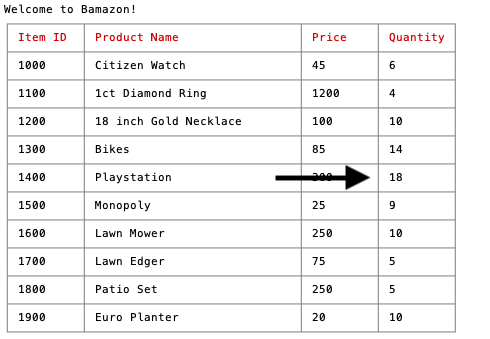 Welcome to Bamazon!
Item ID Product Name Price Quantity
1000 Citizen Watch 45 6
1100 1ct Diamond Ring 1200 4
1200 18 inch Gold Necklace 100 10
1300 Bikes 85 14
1400 Playstation 18
1500 Monopoly 25 9
1600 Lawn Mower 250 10
1700 Lawn Edger 75 5
1800 Patio Set 250 5
1900 Euro Planter 20 10